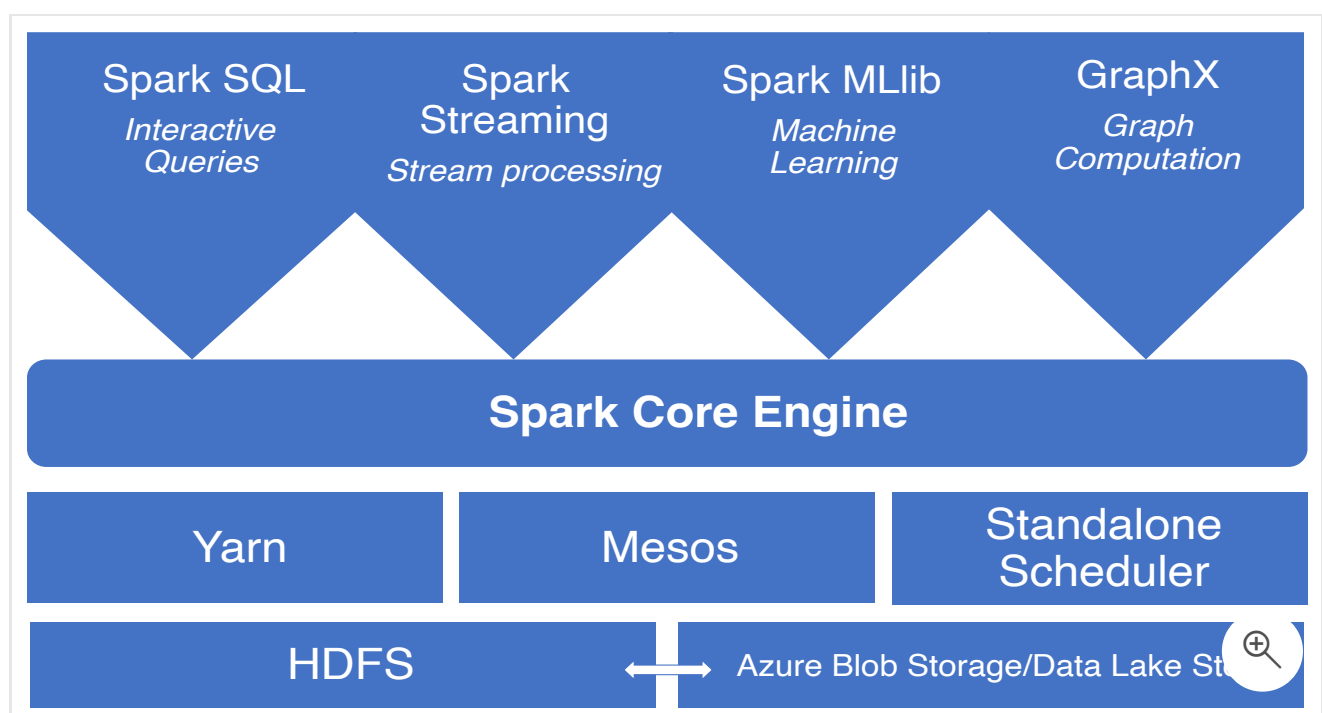 Spark SQL
Interactive
Queries
Spark
Streaming
Stream processing
Spark MLlib
Machine
Learning
GraphX
Graph
Computation
Spark Core Engine
Yarn
Mesos
Standalone
Scheduler
HDFS
Azure Blob Storage/Data Lake